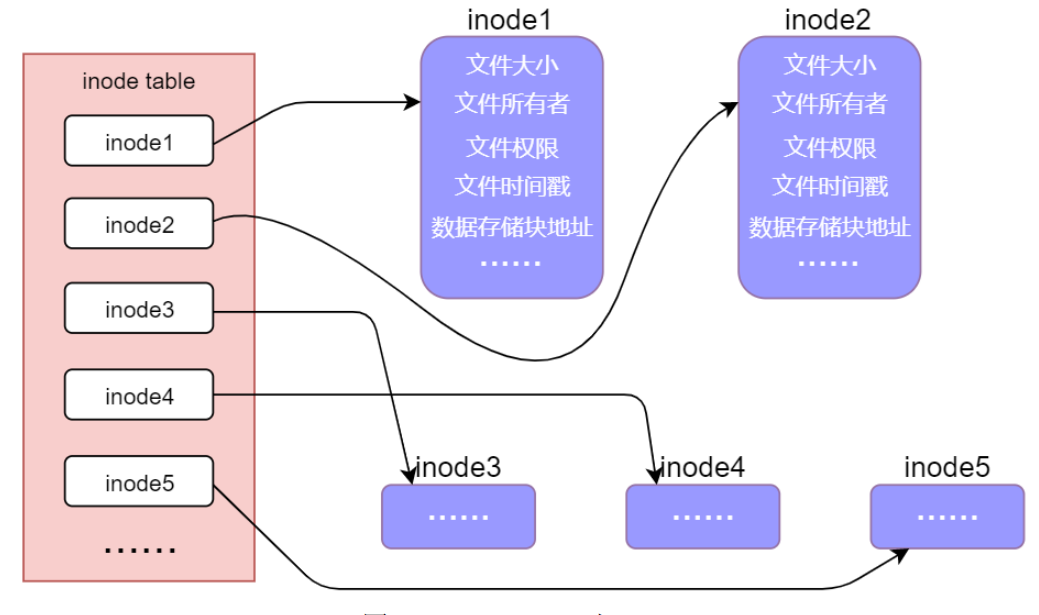 inode1
inode2
inode table
inode1
inode2
inode3
inode4
inode5
......
文件大小
文件所有者
文件权限
文件时间戳
数据存储块地址
......
文件大小
文件所有者
文件权限
文件时间戳
数据存储块地址
......
inode3
......
inode4
......
inode5
......